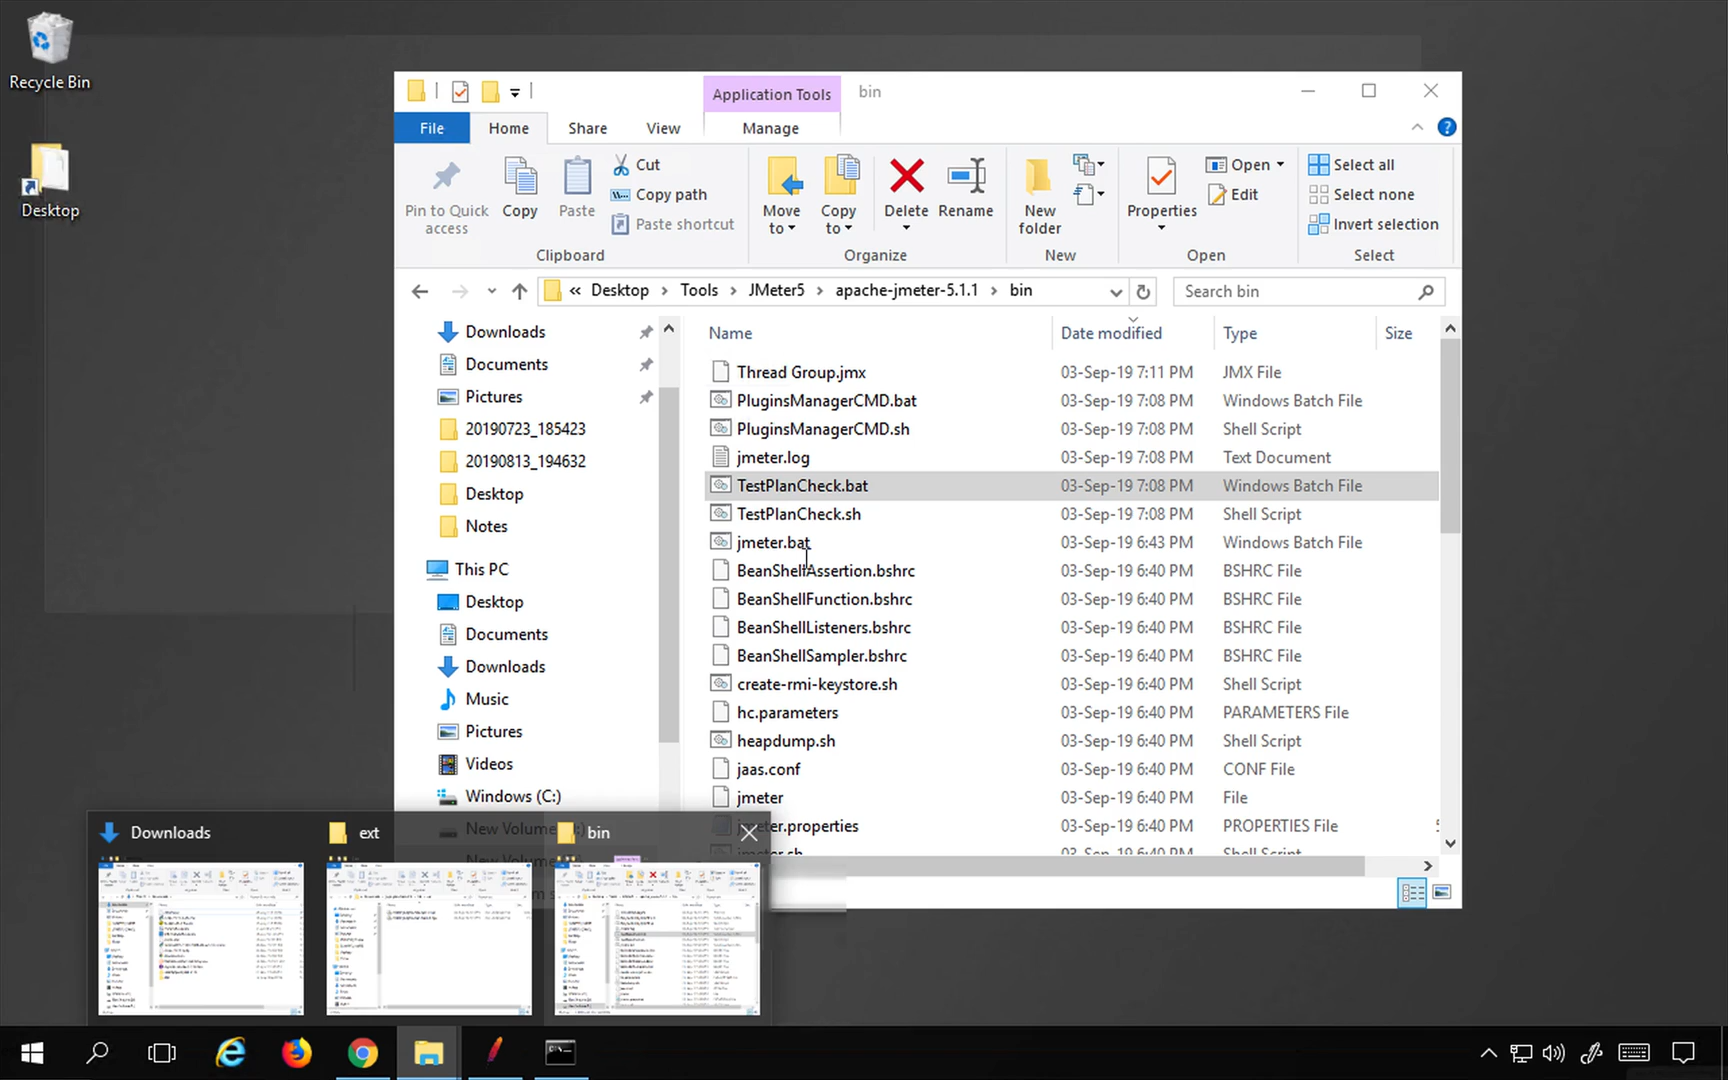 Recycle Bin
Desktop
Application Tools
bin
File
Home
Share
View
Manage
Pin to Quick
access
Copy
Paste
Cut
Copy path
Paste shortcut
Move
to
Copy
to
Delete
Rename
New
folder
Properties
Open
Edit
Select all
Select none
Invert selection
Clipboard
Organize
New
Open
Select
« Desktop > Tools > JMeter5 > apache-jmeter-5.1.1 > bin
Search bin
Downloads
Documents
Pictures
20190723_185423
20190813_194632
Desktop
Notes
This PC
Desktop
Documents
Downloads
Music
Pictures
Videos
Windows (C:)
Name Date modified Type Size
Thread Group.jmx 03-Sep-19 7:11 PM JMX File
PluginsManagerCMD.bat 03-Sep-19 7:08 PM Windows Batch File
PluginsManagerCMD.sh 03-Sep-19 7:08 PM Shell Script
jmeter.log 03-Sep-19 7:08 PM Text Document
TestPlanCheck.bat 03-Sep-19 7:08 PM Windows Batch File
TestPlanCheck.sh 03-Sep-19 7:08 PM Shell Script
jmeter.bat 03-Sep-19 6:43 PM Windows Batch File
BeanShellAssertion.bshrc 03-Sep-19 6:40 PM BSHRC File
BeanShellFunction.bshrc 03-Sep-19 6:40 PM BSHRC File
BeanShellListeners.bshrc 03-Sep-19 6:40 PM BSHRC File
BeanShellSampler.bshrc 03-Sep-19 6:40 PM BSHRC File
create-rmi-keystore.sh 03-Sep-19 6:40 PM Shell Script
hc.parameters 03-Sep-19 6:40 PM PARAMETERS File
heapdump.sh 03-Sep-19 6:40 PM Shell Script
jaas.conf 03-Sep-19 6:40 PM CONF File
jmeter 03-Sep-19 6:40 PM File
jmeter.properties 03-Sep-19 6:40 PM PROPERTIES File
New Volume
Downloads
ext
bin